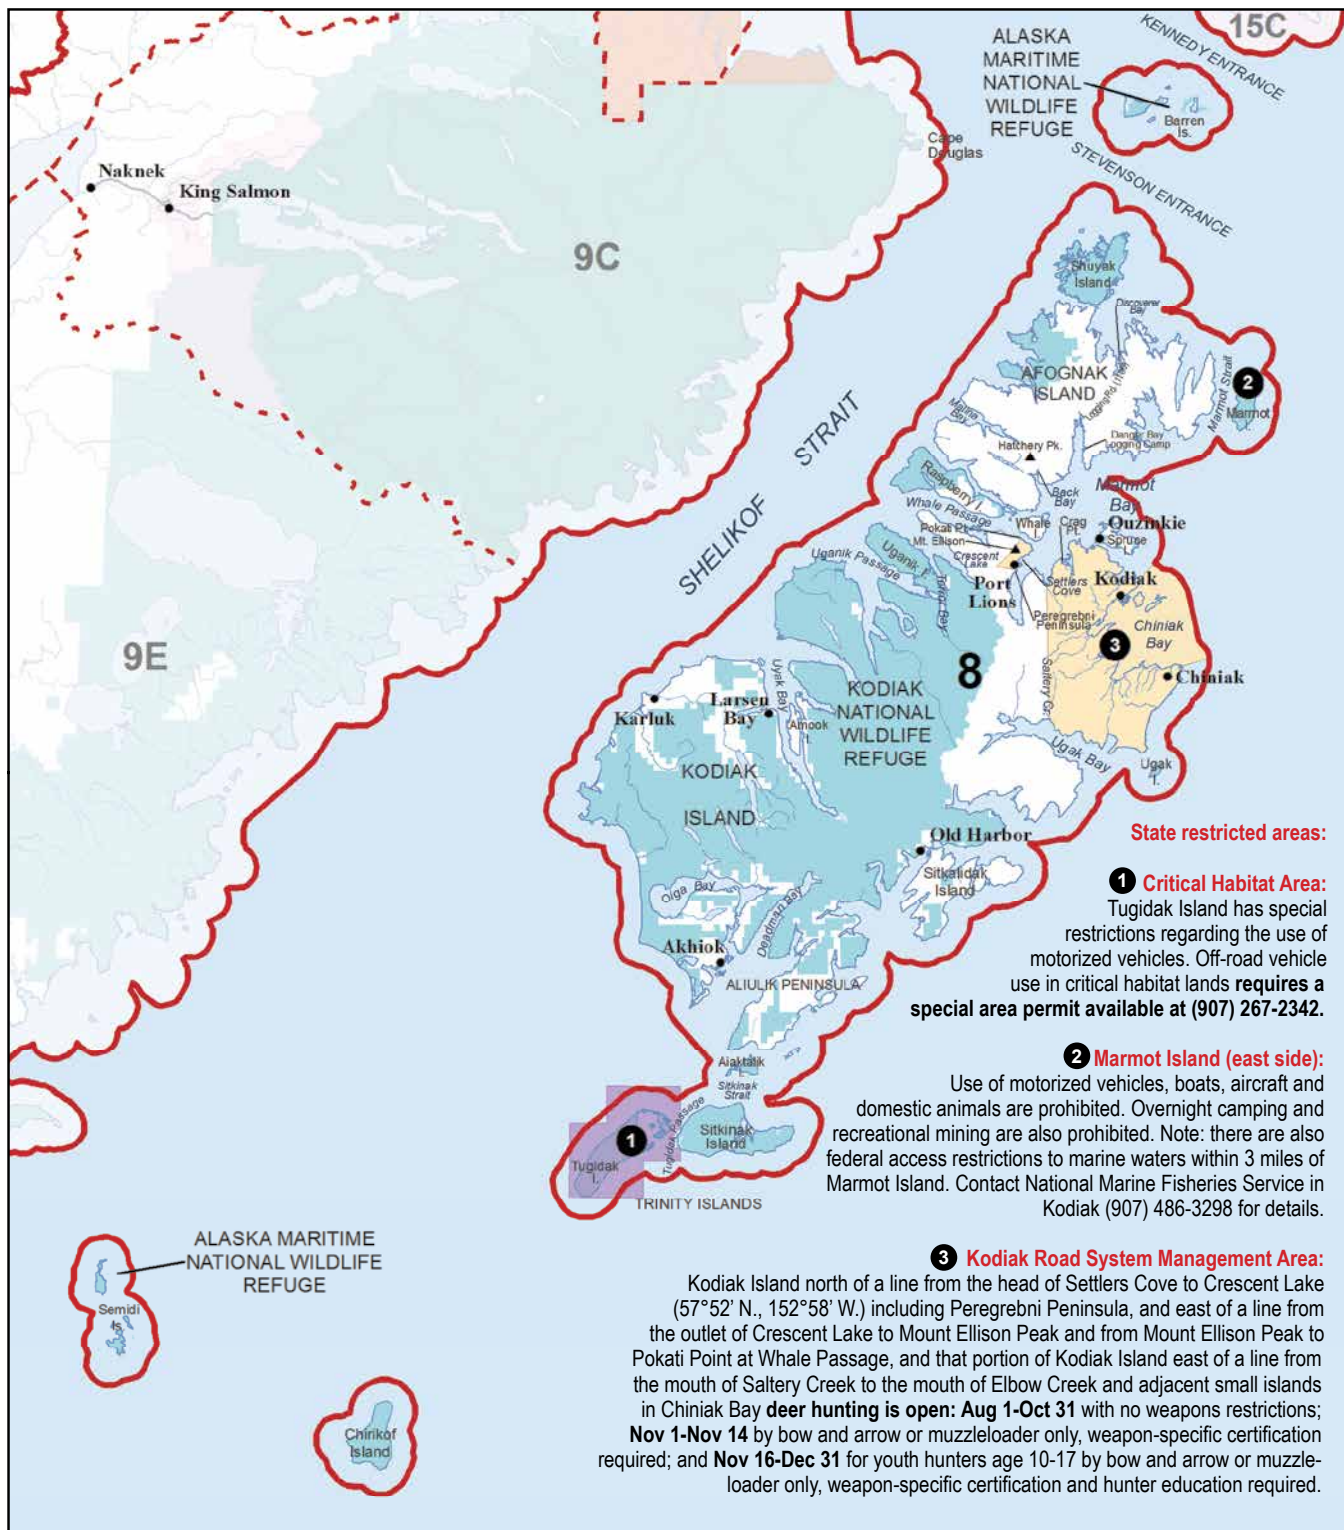 15C
KENNEDY ENTRANCE
ALASKA
MARITIME
NATIONAL
WILDLIFE
REFUGE
Barren
Is.
Cape
Douglas
STEVENSON ENTRANCE
Naknek
King Salmon
9C
Shuyak
Island
Discoverer
Bay
AFOGNAK
ISLAND
Marmot Strait
2
Marmot
I.
Malina
Bay
Danger Bay
Logging Camp
Hatchery Pk.
STRAIT
SHELIKOF
Raspberry I.
Back
Bay
Marmot
Bay
Whale Passage
Whale
Crag
Pt.
Ouzinkie
Spruce
Pokati Pt.
Mt. Ellison
Crescent
Lake
Uganik Passage
Uganik I.
Settlers
Cove
Kodiak
Port
Lions
Peregrebni
Peninsula
Chiniak
Bay
3
9E
8
Saltery Cr.
Chiniak
KODIAK
NATIONAL
WILDLIFE
REFUGE
Uyak Bay
Karluk
Larsen
Bay
Amook
I.
KODIAK
ISLAND
Ugak Bay
Ugak
I.
Old Harbor
Sitkalidak
Island
Olga Bay
Deadman Bay
Akhiok
ALIULIK PENINSULA
Aiaktalik
I.
Sitkinak
Strait
Tugidak Passage
Sitkinak
Island
1
Tugidak
I.
TRINITY ISLANDS
ALASKA MARITIME
NATIONAL WILDLIFE
REFUGE
Semidi
Is.
Chirikof
Island
State restricted areas:
1 Critical Habitat Area:
Tugidak Island has special
restrictions regarding the use of
motorized vehicles. Off-road vehicle
use in critical habitat lands requires a
special area permit available at (907) 267-2342.
2 Marmot Island (east side):
Use of motorized vehicles, boats, aircraft and
domestic animals are prohibited. Overnight camping and
recreational mining are also prohibited. Note: there are also
federal access restrictions to marine waters within 3 miles of
Marmot Island. Contact National Marine Fisheries Service in
Kodiak (907) 486-3298 for details.
3 Kodiak Road System Management Area:
Kodiak Island north of a line from the head of Settlers Cove to Crescent Lake
(57°52’ N., 152°58’ W.) including Peregrebni Peninsula, and east of a line from
the outlet of Crescent Lake to Mount Ellison Peak and from Mount Ellison Peak to
Pokati Point at Whale Passage, and that portion of Kodiak Island east of a line from
the mouth of Saltery Creek to the mouth of Elbow Creek and adjacent small islands
in Chiniak Bay deer hunting is open: Aug 1-Oct 31 with no weapons restrictions;
Nov 1-Nov 14 by bow and arrow or muzzleloader only, weapon-specific certification
required; and Nov 16-Dec 31 for youth hunters age 10-17 by bow and arrow or muzzle-
loader only, weapon-specific certification and hunter education required.